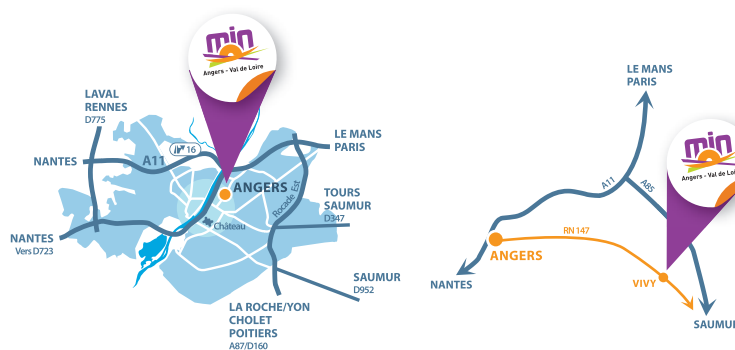 min
Angers - Val de Loire
LAVAL
RENNES
D775
16
A11
NANTES
LE MANS
PARIS
ANGERS
Rocade Est
TOURS
SAUMUR
D347
Château
NANTES
Vers D723
SAUMUR
D952
LA ROCHE/YON
CHOLET
POITIERS
A87/D160
LE MANS
PARIS
min
Angers - Val de Loi
A11
A85
RN 147
ANGERS
NANTES
VIVY
SAUMUR